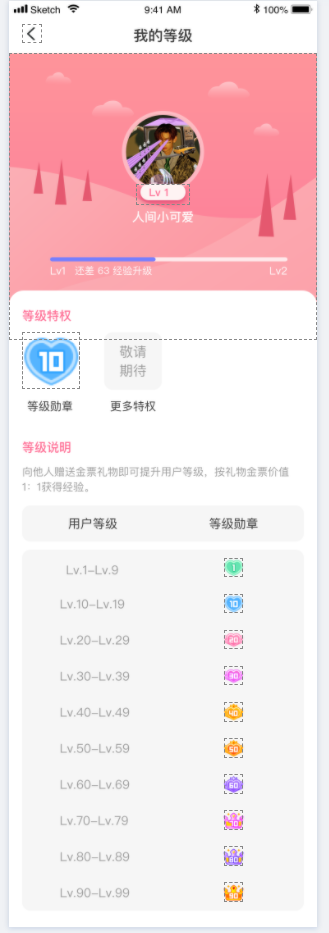 Sketch
9:41 AM
100%
我的等级
Lv 1
人间小可爱
Lv1 还差 63 经验升级
Lv2
等级特权
10
敬请
期待
等级勋章
更多特权
等级说明
向他人赠送金票礼物即可提升用户等级，按礼物金票价值
1：1获得经验。
用户等级 等级勋章
Lv.1-Lv.9 1
Lv.10-Lv.19 10
Lv.20-Lv.29 20
Lv.30-Lv.39 30
Lv.40-Lv.49 40
Lv.50-Lv.59 50
Lv.60-Lv.69 60
Lv.70-Lv.79 70
Lv.80-Lv.89 80
Lv.90-Lv.99 90